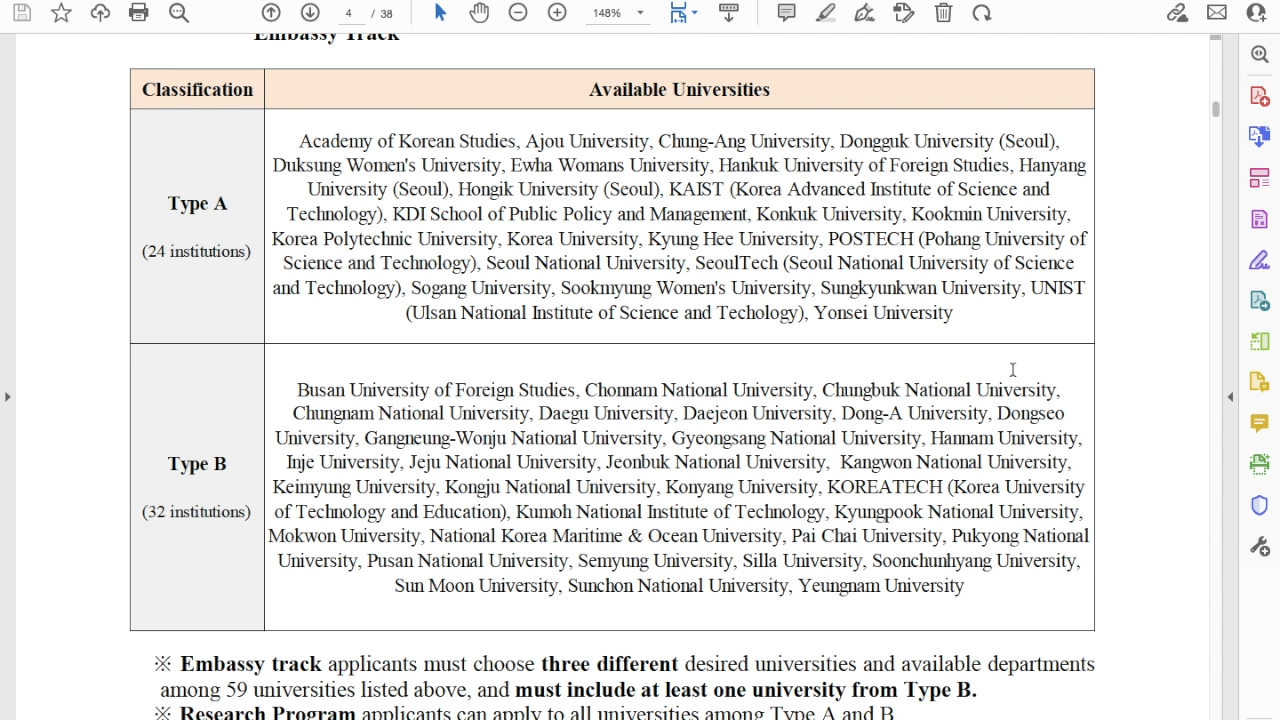 4 / 38
148%
Embassy Track
Classification
Available Universities
Type A
(24 institutions)
Academy of Korean Studies, Ajou University, Chung-Ang University, Dongguk University (Seoul),
Duksung Women's University, Ewha Womans University, Hankuk University of Foreign Studies, Hanyang
University (Seoul), Hongik University (Seoul), KAIST (Korea Advanced Institute of Science and
Technology), KDI School of Public Policy and Management, Konkuk University, Kookmin University,
Korea Polytechnic University, Korea University, Kyung Hee University, POSTECH (Pohang University of
Science and Technology), Seoul National University, SeoulTech (Seoul National University of Science
and Technology), Sogang University, Sookmyung Women's University, Sungkyunkwan University, UNIST
(Ulsan National Institute of Science and Techology), Yonsei University
Type B
(32 institutions)
Busan University of Foreign Studies, Chonnam National University, Chungbuk National University,
Chungnam National University, Daegu University, Daejeon University, Dong-A University, Dongseo
University, Gangneung-Wonju National University, Gyeongsang National University, Hannam University,
Inje University, Jeju National University, Jeonbuk National University, Kangwon National University,
Keimyung University, Kongju National University, Konyang University, KOREATECH (Korea University
of Technology and Education), Kumoh National Institute of Technology, Kyungpook National University,
Mokwon University, National Korea Maritime & Ocean University, Pai Chai University, Pukyong National
University, Pusan National University, Semyung University, Silla University, Soonchunhyang University,
Sun Moon University, Sunchon National University, Yeungnam University
※ Embassy track applicants must choose three different desired universities and available departments
among 59 universities listed above, and must include at least one university from Type B.
※ Research Program applicants can apply to all universities among Type A and B